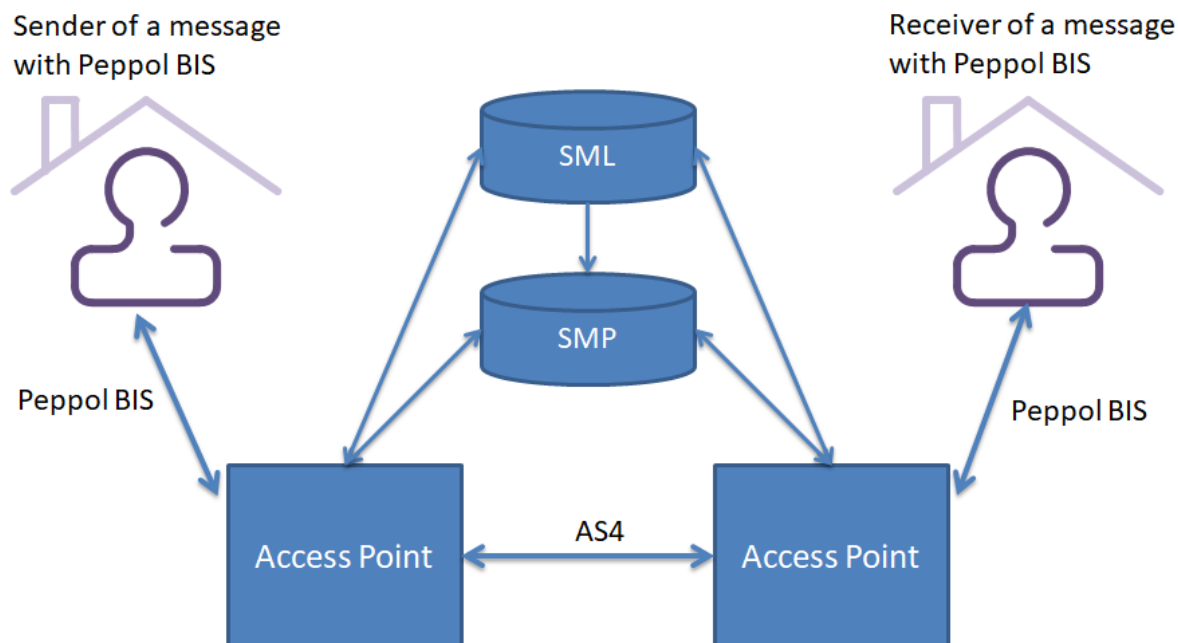 Sender of a message
with Peppol BIS
Receiver of a message
with Peppol BIS
SML
SMP
Peppol BIS
Peppol BIS
AS4
Access Point
Access Point